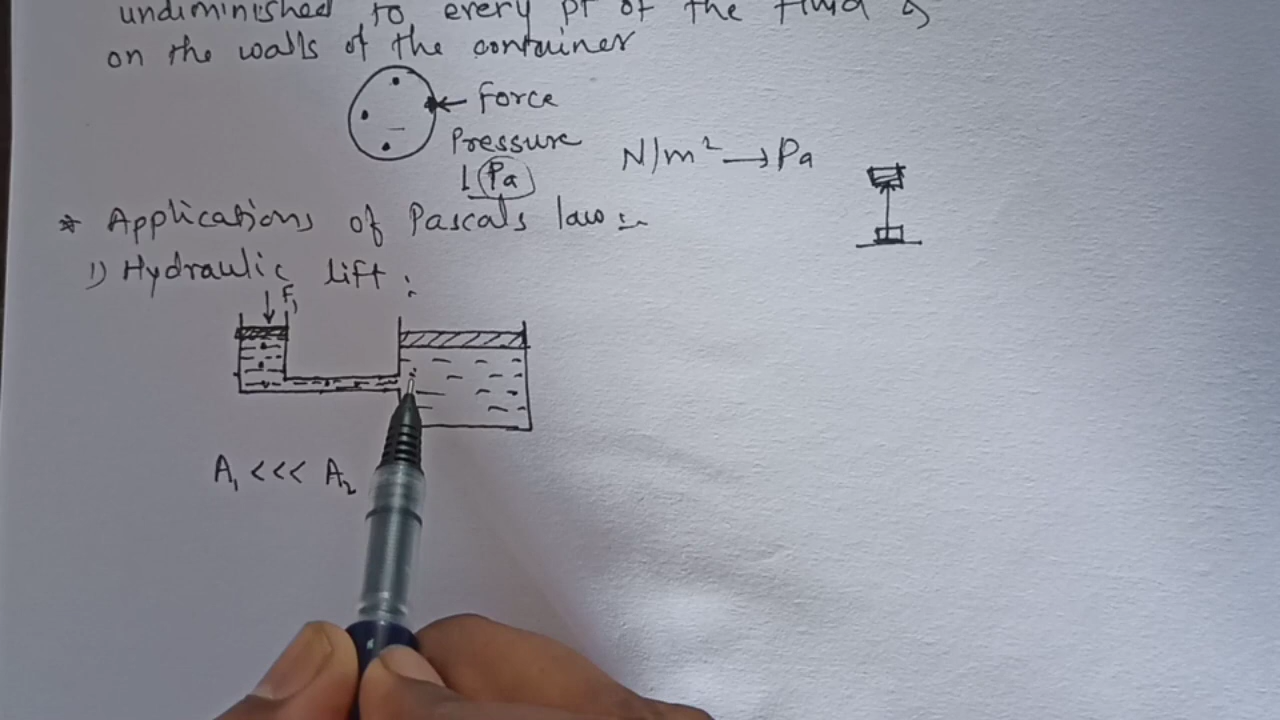 undiminished to every pt of the fluid &
on the walls of the container
Force
Pressure
N/m² → Pa
1 Pa
* Applications of Pascals law :-
1) Hydraulic lift :
F₁
A₁ <<< A₂